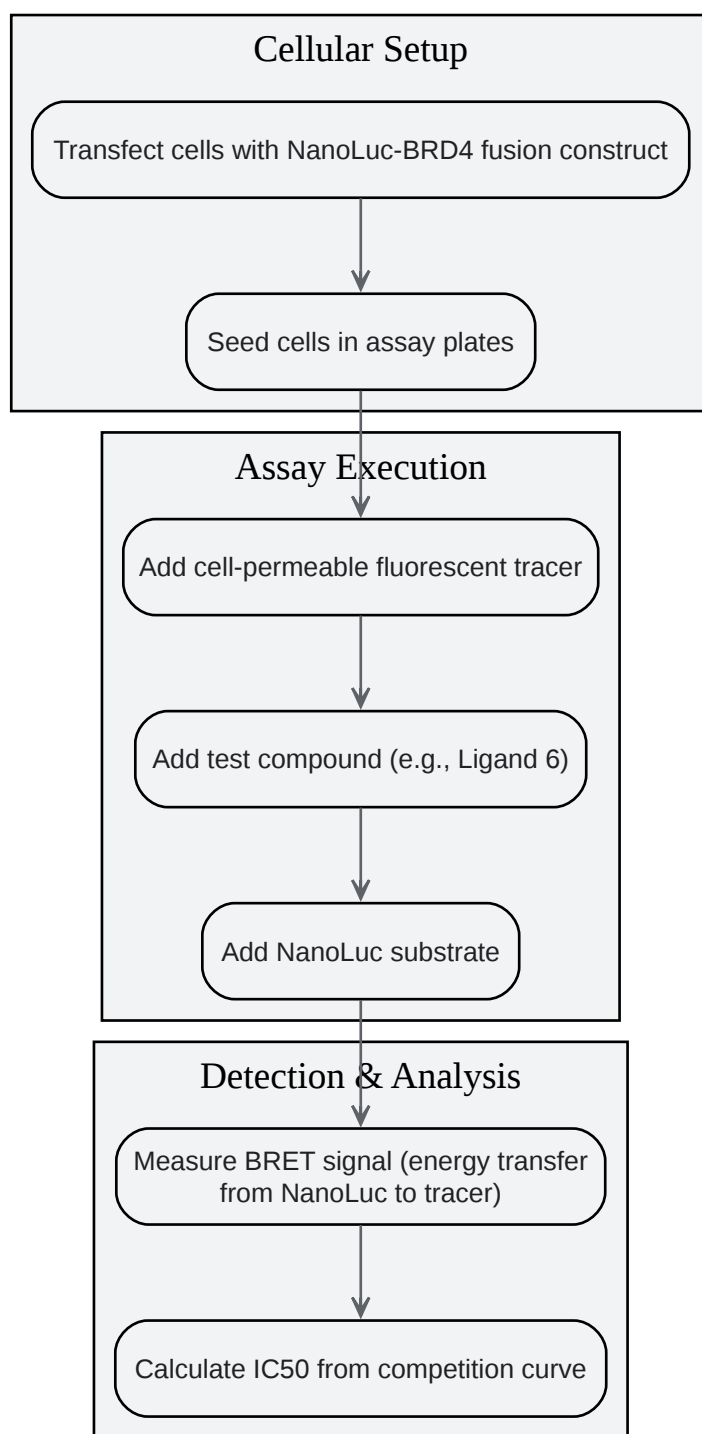 Cellular Setup
Transfect cells with NanoLuc-BRD4 fusion construct
Seed cells in assay plates
Assay Execution
Add cell-permeable fluorescent tracer
Add test compound (e.g., Ligand 6)
Add NanoLuc substrate
Detection & Analysis
Measure BRET signal (energy transfer
from NanoLuc to tracer)
Calculate IC50 from competition curve